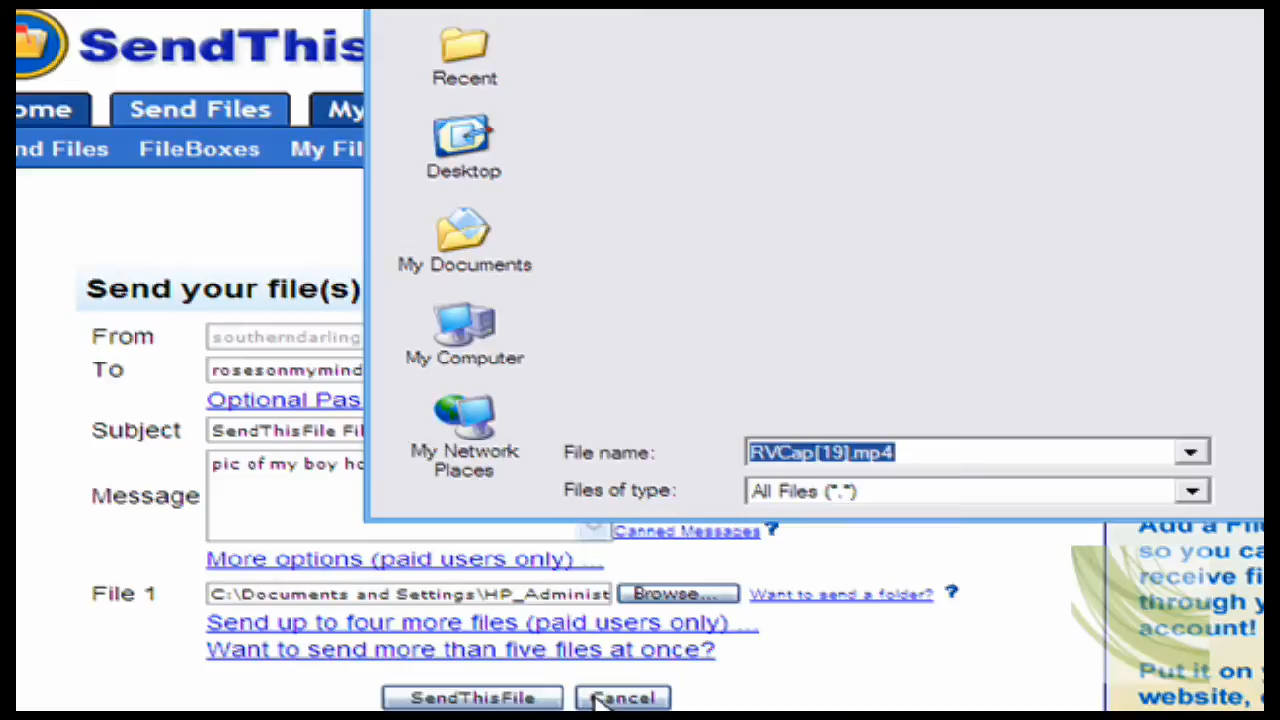 SendThis
Recent
ome
Send Files
My
Desktop
nd Files
FileBoxes
My Fil
My Documents
Send your file(s)
From
southerndarling
My Computer
To
rosesonmymind
Optional Pas
Subject
SendThisFile Fil
My Network
Places
File name:
RVCap[19].mp4
Message
pic of my boy ho
Files of type:
All Files (*.*)
Canned Messages ?
More options (paid users only) ...
File 1
C:\Documents and Settings\HP_Administ
Browse...
Want to send a folder? ?
Send up to four more files (paid users only) ...
Want to send more than five files at once?
SendThisFile
Cancel
Add a Fil
so you ca
receive fi
through y
account!
Put it on
website,